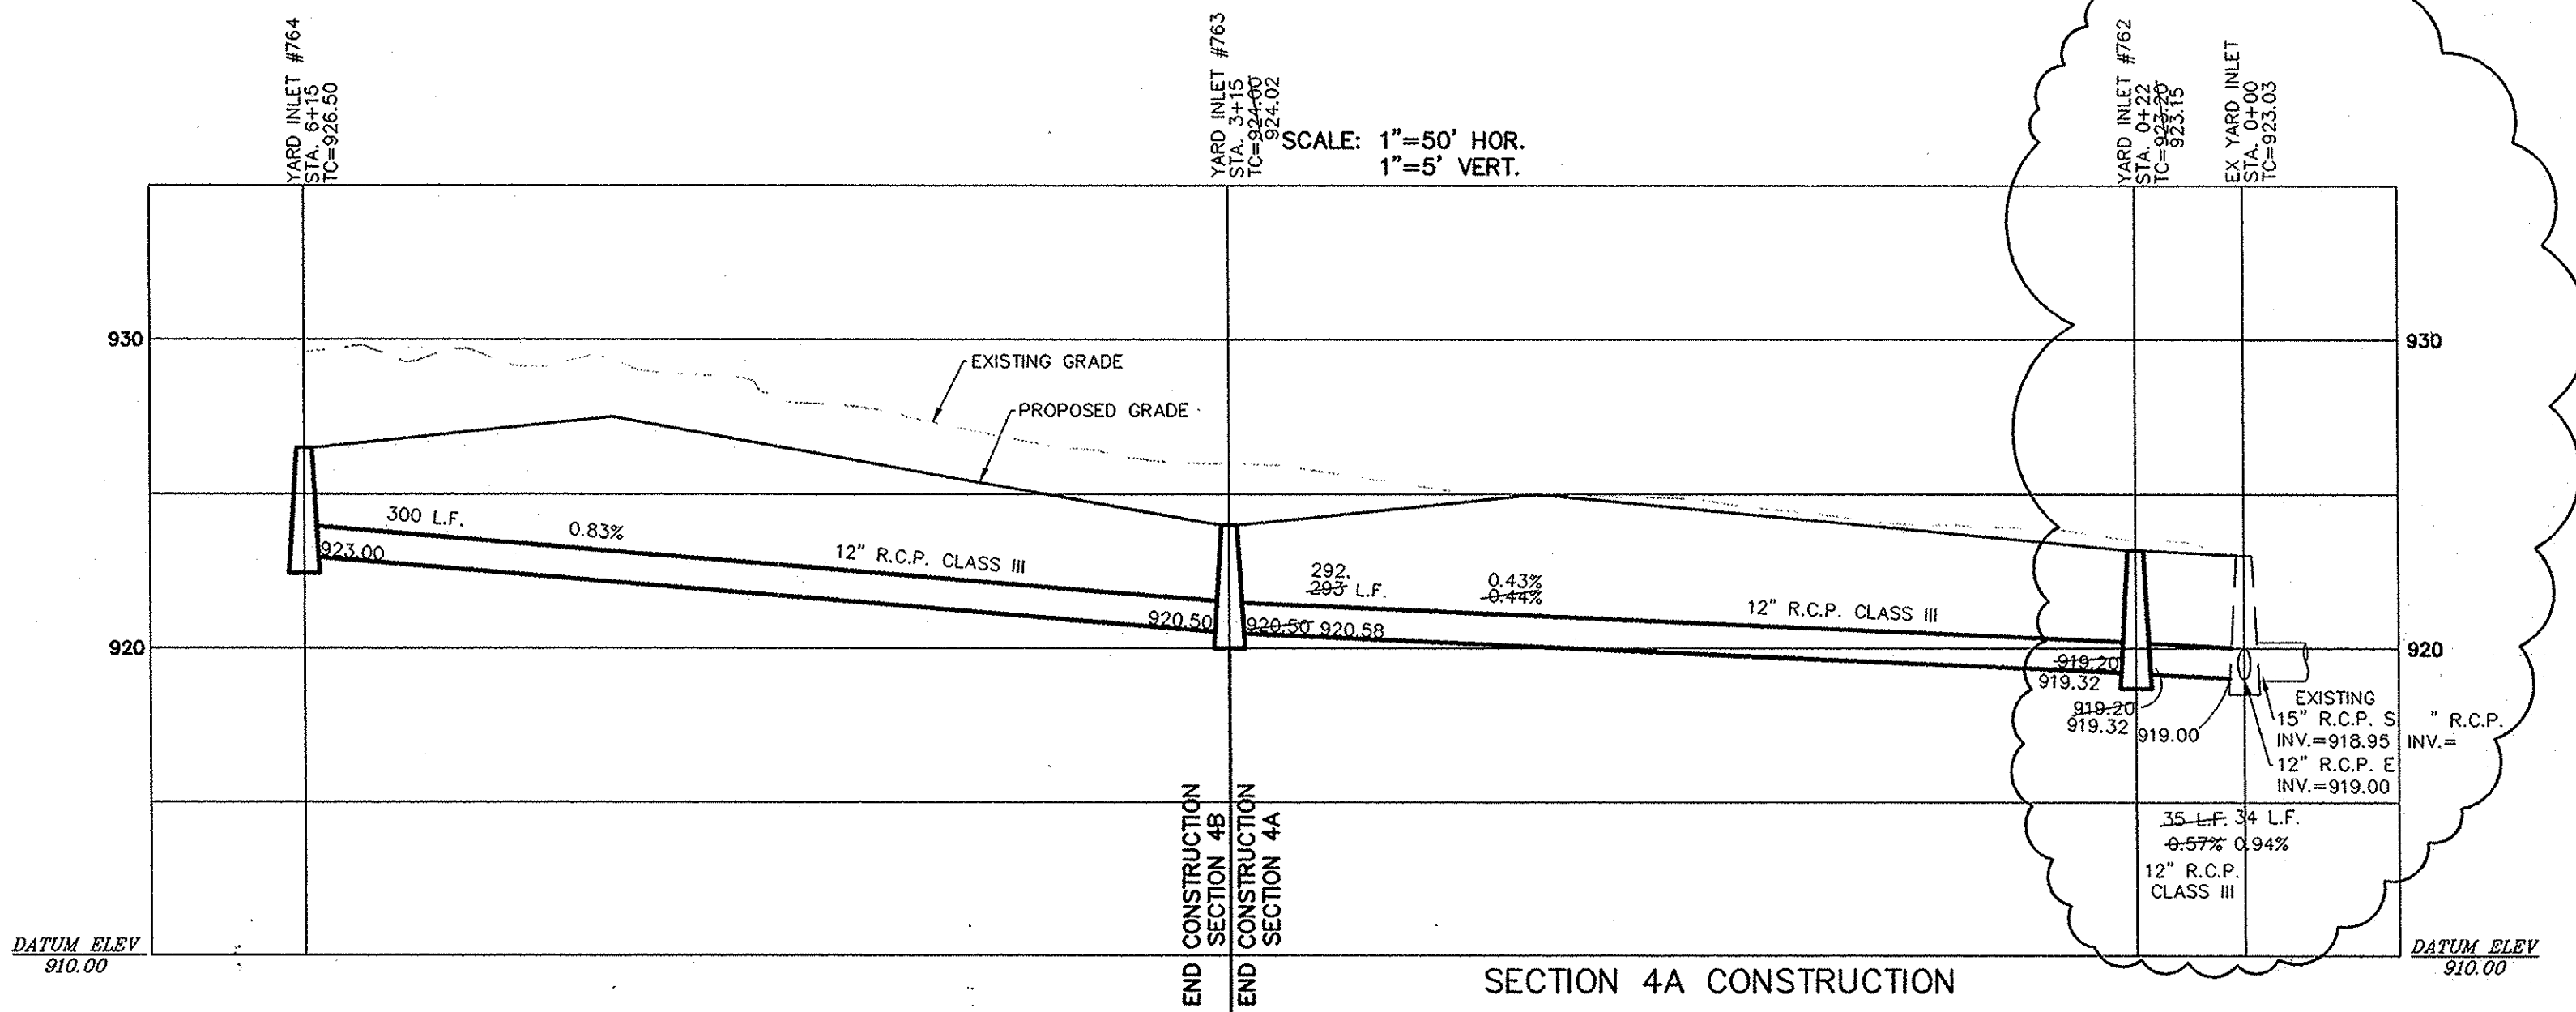 YARD INLET #764
STA. 6+15
TC=926.50
YARD INLET #763
STA. 3+15
TC=924.00
924.02
SCALE: 1"=50' HOR.
1"=5' VERT.
YARD INLET #762
STA. 0+22
TC=923.20
923.15
EX YARD INLET
STA. 0+00
TC=923.03
930
930
EXISTING GRADE
PROPOSED GRADE
300 L.F.
0.83%
12" R.C.P. CLASS III
923.00
920.50
292.
293 L.F.
0.43%
0.44%
12" R.C.P. CLASS III
920.50 920.58
920
920
919.20
919.32
919.20
919.32
919.00
EXISTING
15" R.C.P. S " R.C.P.
INV.=918.95 INV.=
12" R.C.P. E
INV.=919.00
35 L.F. 34 L.F.
0.57% 0.94%
12" R.C.P.
CLASS III
END CONSTRUCTION
SECTION 4B
END CONSTRUCTION
SECTION 4A
DATUM ELEV
910.00
SECTION 4A CONSTRUCTION
DATUM ELEV
910.00